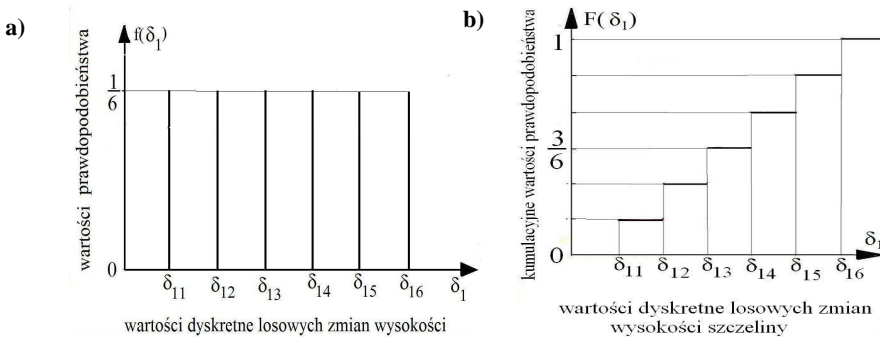 a)
f(δ₁)
wartości prawdopodobieństwa
1/6
0
δ₁₁ δ₁₂ δ₁₃ δ₁₄ δ₁₅ δ₁₆ δ₁
wartości dyskretne losowych zmian wysokości
b)
F(δ₁)
kumulacyjne wartości prawdopodobieństwa
1
3/6
0
δ₁₁ δ₁₂ δ₁₃ δ₁₄ δ₁₅ δ₁₆ δ₁
wartości dyskretne losowych zmian
wysokości szczeliny